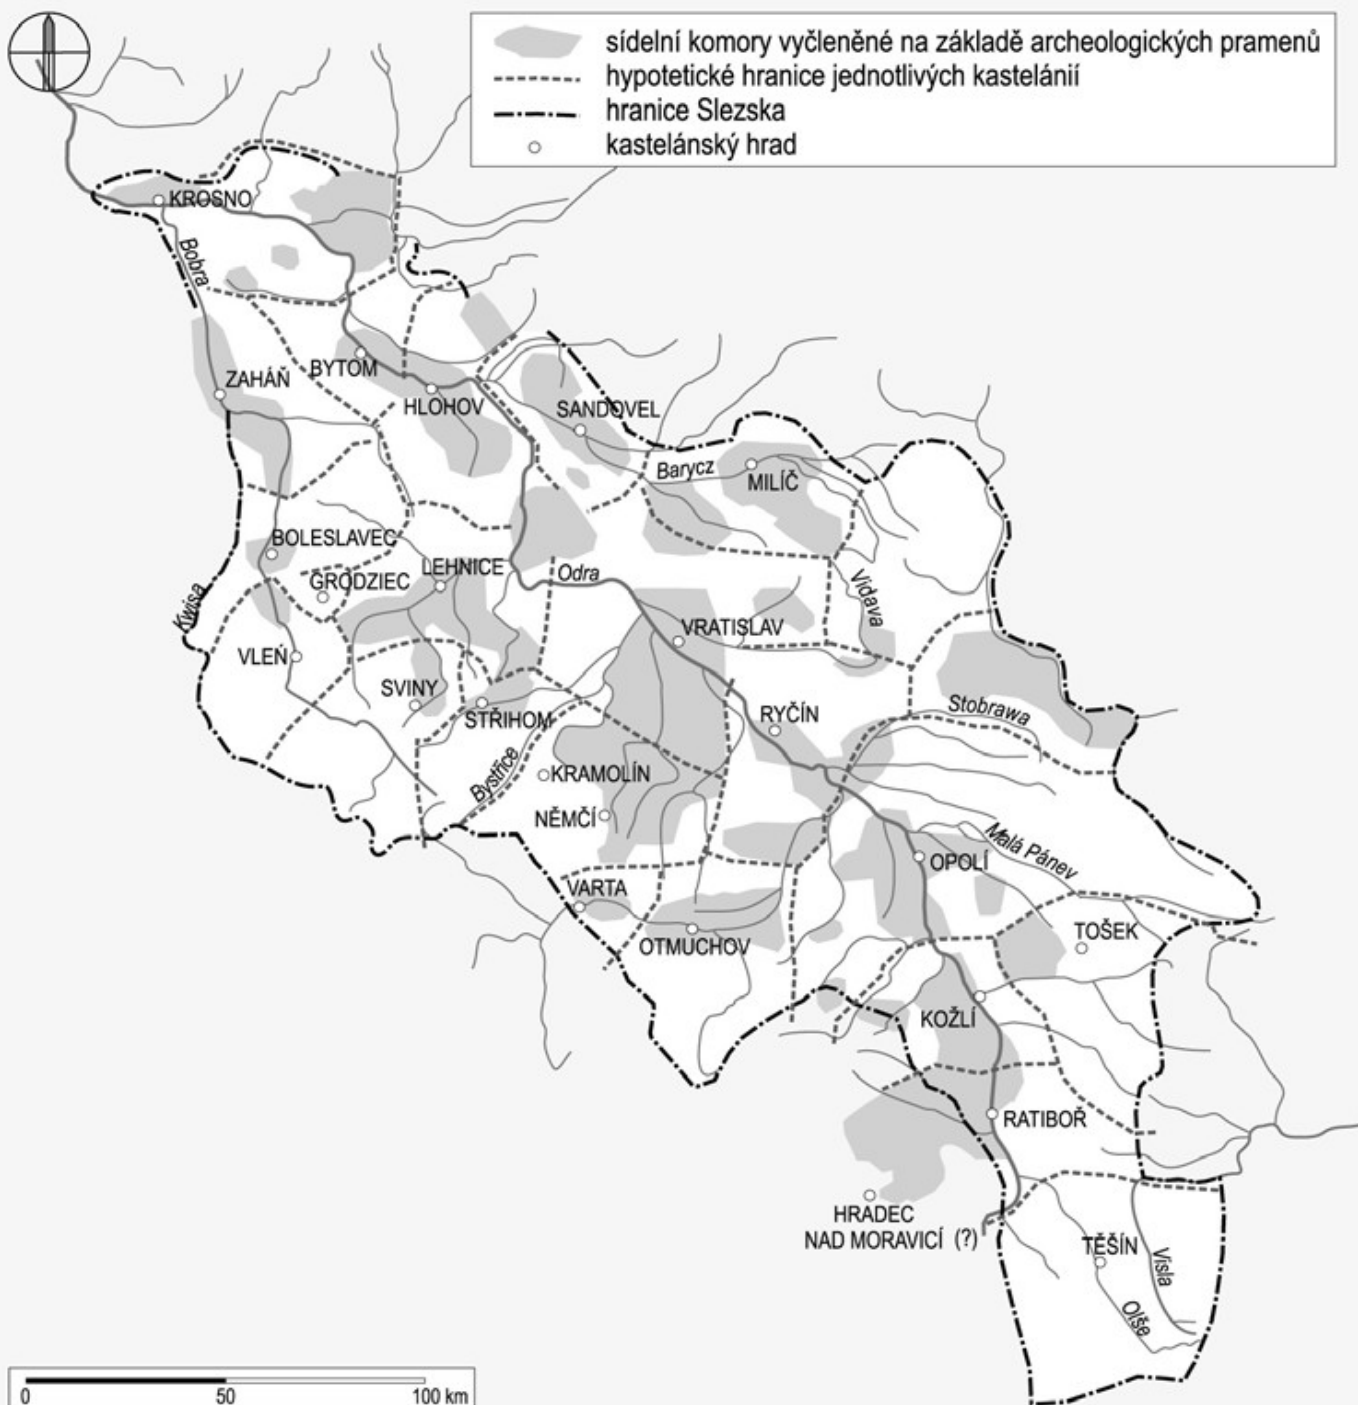 sídelní komory vyčleněné na základě archeologických pramenů
hypotetické hranice jednotlivých kastelánií
hranice Slezska
kastelánský hrad
KROSNO
Bobra
ZAHÁŇ
BYTOM
HLOHOV
SANDOVEL
Barycz
MILÍČ
BOLESLAVEC
GRODZIEC
LEHNICE
Odra
Vidava
Kwisa
VRATISLAV
VLEŇ
SVINY
STŘIHOM
RYČÍN
Stobrawa
Bystřice
KRAMOLÍN
NĚMČÍ
Malá Pánev
OPOLÍ
VARTA
OTMUCHOV
TOŠEK
KOŽLÍ
RATIBOŘ
HRADEC
NAD MORAVICÍ (?)
TĚŠÍN
Visla
Olše
0 50 100 km